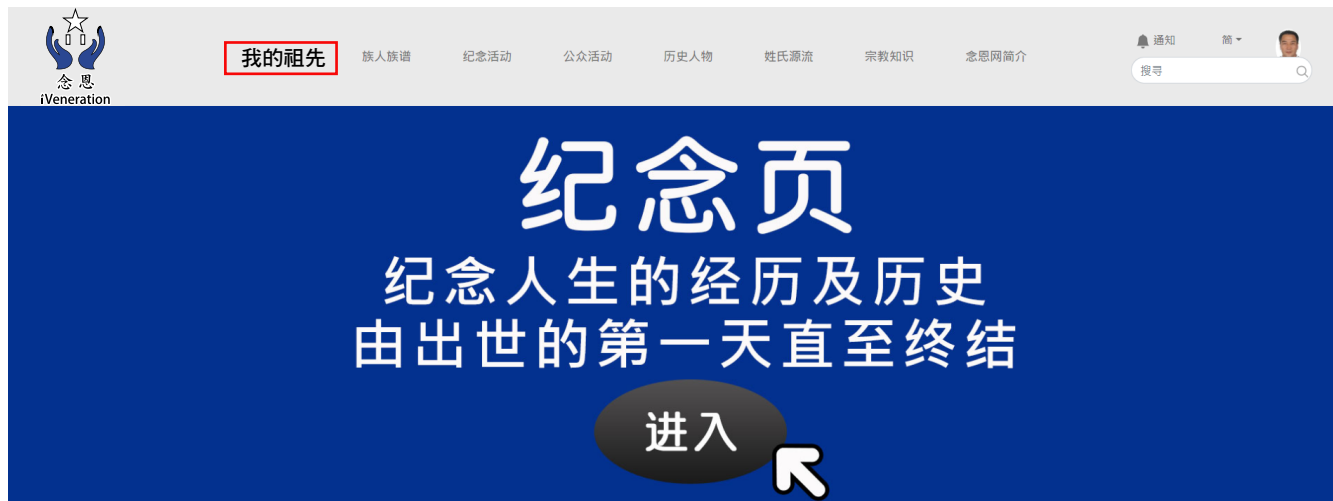 念恩
iVeneration
我的祖先 族人族谱 纪念活动 公众活动 历史人物 姓氏源流 宗教知识 念恩网简介
通知 简
搜寻
纪念页
纪念人生的经历及历史
由出世的第一天直至终结
进入